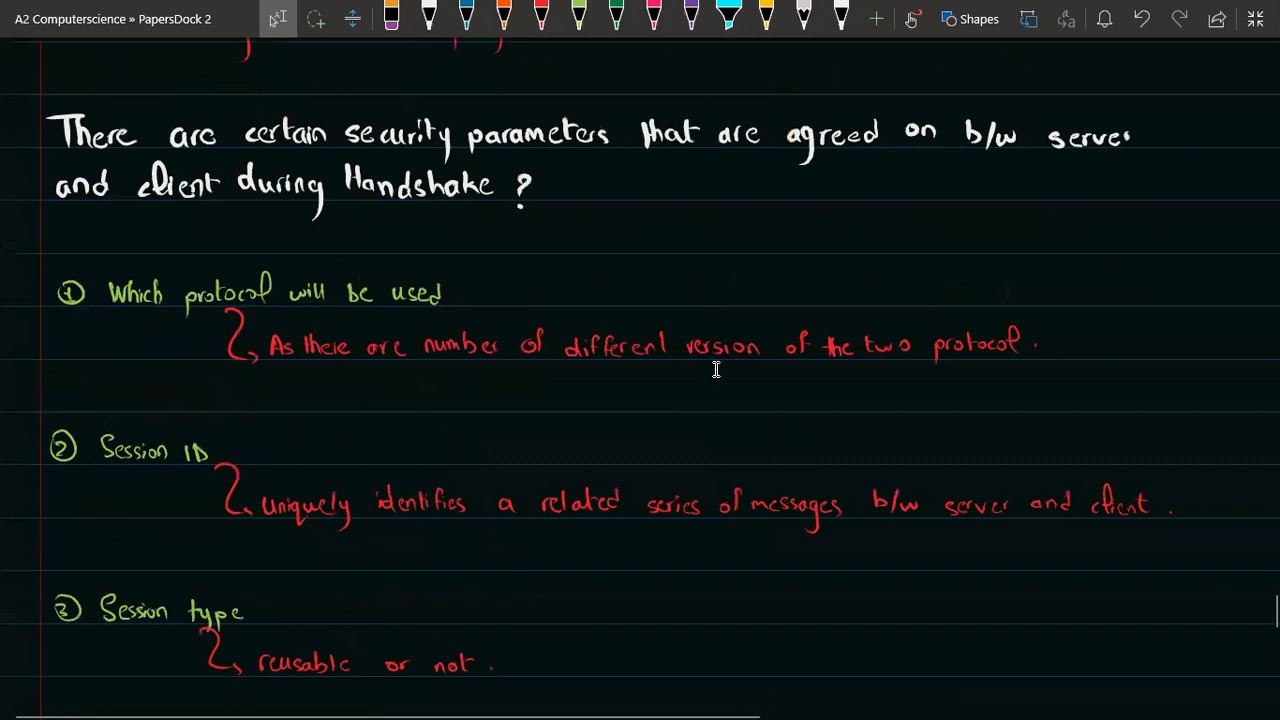 A2 Computerscience » PapersDock 2
Shapes
There are certain security parameters that are agreed on b/w server
and client during Handshake ?
① Which protocol will be used
As there are number of different version of the two protocol .
② Session ID
uniquely identifies a related series of messages b/w server and client .
③ Session type
reusable or not .